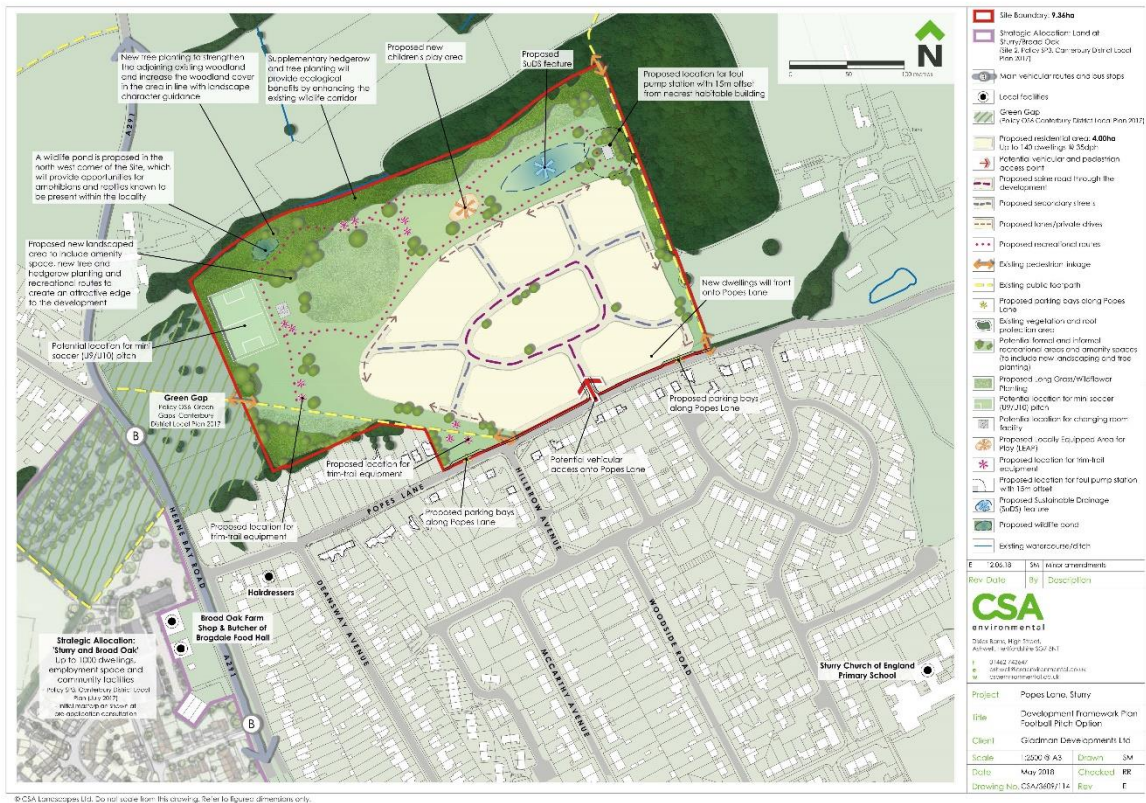 New tree planting to strengthen
the adjoining existing woodland
and increase the woodland cover
in the area in line with landscape
character guidance
Supplementary hedgerow
and tree planting will
provide ecological
benefits by enhancing the
existing wildlife corridor
Proposed new
children's play area
Proposed
SuDS feature
Proposed location for foul
pump station with 15m offset
from nearest habitable building
N
0 50 100 metres
A291
A wildlife pond is proposed in the
north west corner of the Site, which
will provide opportunities for
amphibians and reptiles known to
be present within the locality
Proposed new landscaped
area to include amenity
space, new tree and
hedgerow planting and
recreational routes to
create an attractive edge
to the development
Potential location for mini
soccer (U9/U10) pitch
Green Gap
Policy OS6 Green
Gaps Canterbury
District Local Plan 2017
New dwellings will front
onto Popes Lane
Proposed parking bays
along Popes Lane
Potential vehicular
access onto Popes Lane
Proposed location for
trim-trail equipment
Proposed parking bays
along Popes Lane
Proposed location for
trim-trail equipment
POPES LANE
HILLBROW AVENUE
HERNE BAY ROAD
DEANSWAY AVENUE
WOODSIDE ROAD
MCCARTHY AVENUE
B
B
A291
Hairdressers
Broad Oak Farm
Shop & Butcher of
Brogdale Food Hall
Strategic Allocation:
'Sturry and Broad Oak'
Up to 1000 dwellings,
employment space and
community facilities
Policy SP3, Canterbury District Local
Plan (July 2017)
Initial masterplan shown at
pre-application consultation
Sturry Church of England
Primary School
Site Boundary: 9.36ha
Strategic Allocation: Land at
Sturry/Broad Oak
(Site 2, Policy SP3, Canterbury District Local
Plan 2017)
Main vehicular routes and bus stops
Local facilities
Green Gap
(Policy OS6 Canterbury District Local Plan 2017)
Proposed residential area: 4.00ha
Up to 140 dwellings @ 35dph
Potential vehicular and pedestrian
access point
Proposed spine road through the
development
Proposed secondary streets
Proposed lanes/private drives
Proposed recreational routes
Existing pedestrian linkage
Existing public footpath
Proposed parking bays along Popes
Lane
Existing vegetation and root
protection area
Potential formal and informal
recreational areas and amenity spaces
(To include new landscaping and tree
planting)
Proposed Long Grass/Wildflower
Planting
Potential location for mini soccer
(U9/U10) pitch
Potential location for changing room
facility
Proposed Locally Equipped Area for
Play (LEAP)
Proposed location for trim-trail
equipment
Proposed location for foul pump station
with 15m offset
Proposed Sustainable Drainage
(SuDS) feature
Proposed wildlife pond
Existing watercourse/ditch
E 12.06.18 SM Minor amendments
Rev Date By Description
CSA
environmental
Dixies Barns, High Street,
Ashwell, Hertfordshire SG7 5NT
t 01462 743647
e ashwell@csaenvironmental.co.uk
w csaenvironmental.co.uk
Project Popes Lane, Sturry
Title Development Framework Plan
Football Pitch Option
Client Gladman Developments Ltd
Scale 1:2500 @ A3 Drawn SM
Date May 2018 Checked RR
Drawing No. CSA/3609/114 Rev E
© CSA Landscapes Ltd. Do not scale from this drawing. Refer to figured dimensions only.